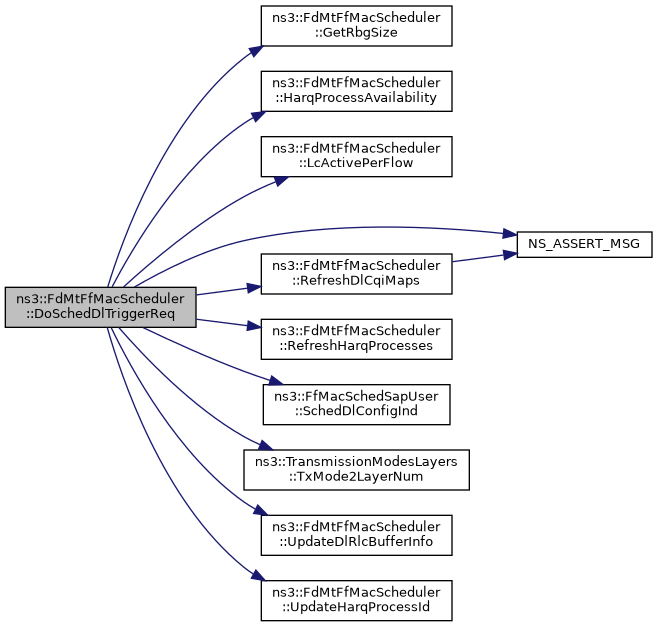 ns3::FdMtFfMacScheduler
::GetRbgSize
ns3::FdMtFfMacScheduler
::HarqProcessAvailability
ns3::FdMtFfMacScheduler
::LcActivePerFlow
NS_ASSERT_MSG
ns3::FdMtFfMacScheduler
::RefreshDlCqiMaps
ns3::FdMtFfMacScheduler
::DoSchedDlTriggerReq
ns3::FdMtFfMacScheduler
::RefreshHarqProcesses
ns3::FfMacSchedSapUser
::SchedDlConfigInd
ns3::TransmissionModesLayers
::TxMode2LayerNum
ns3::FdMtFfMacScheduler
::UpdateDlRlcBufferInfo
ns3::FdMtFfMacScheduler
::UpdateHarqProcessId